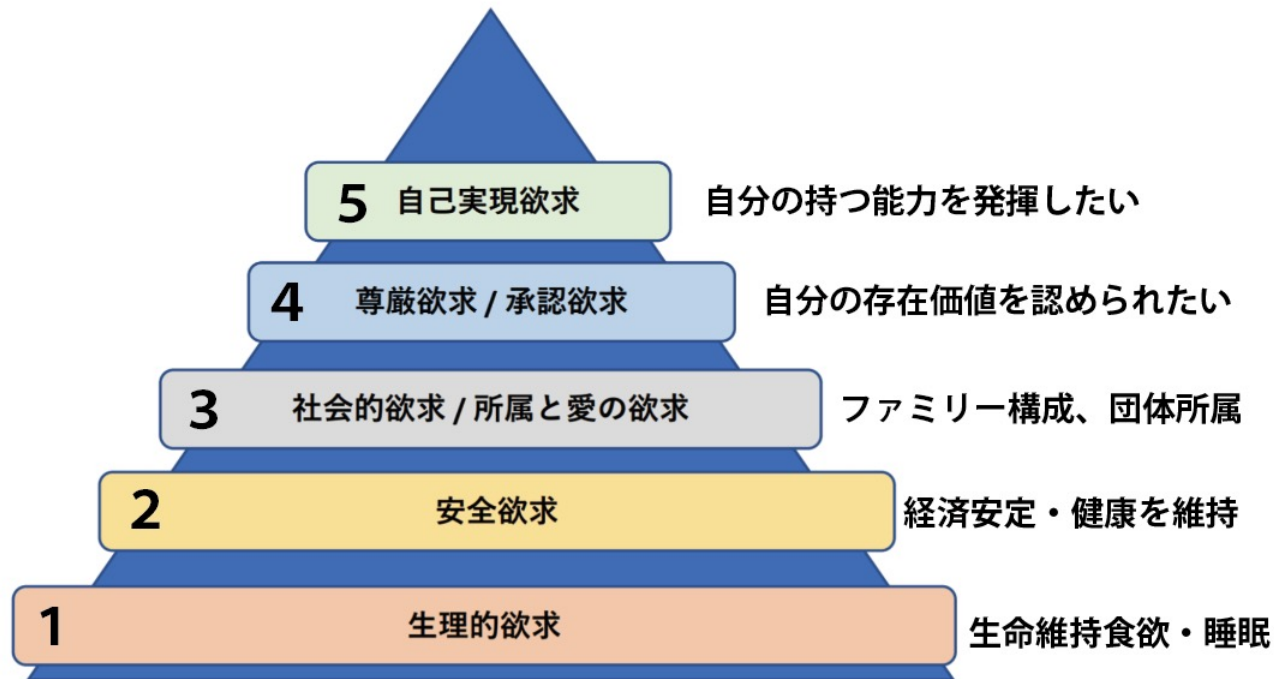 5 自己実現欲求 自分の持つ能力を発揮したい
4 尊厳欲求 / 承認欲求 自分の存在価値を認められたい
3 社会的欲求 / 所属と愛の欲求 ファミリー構成、団体所属
2 安全欲求 経済安定・健康を維持
1 生理的欲求 生命維持食欲・睡眠